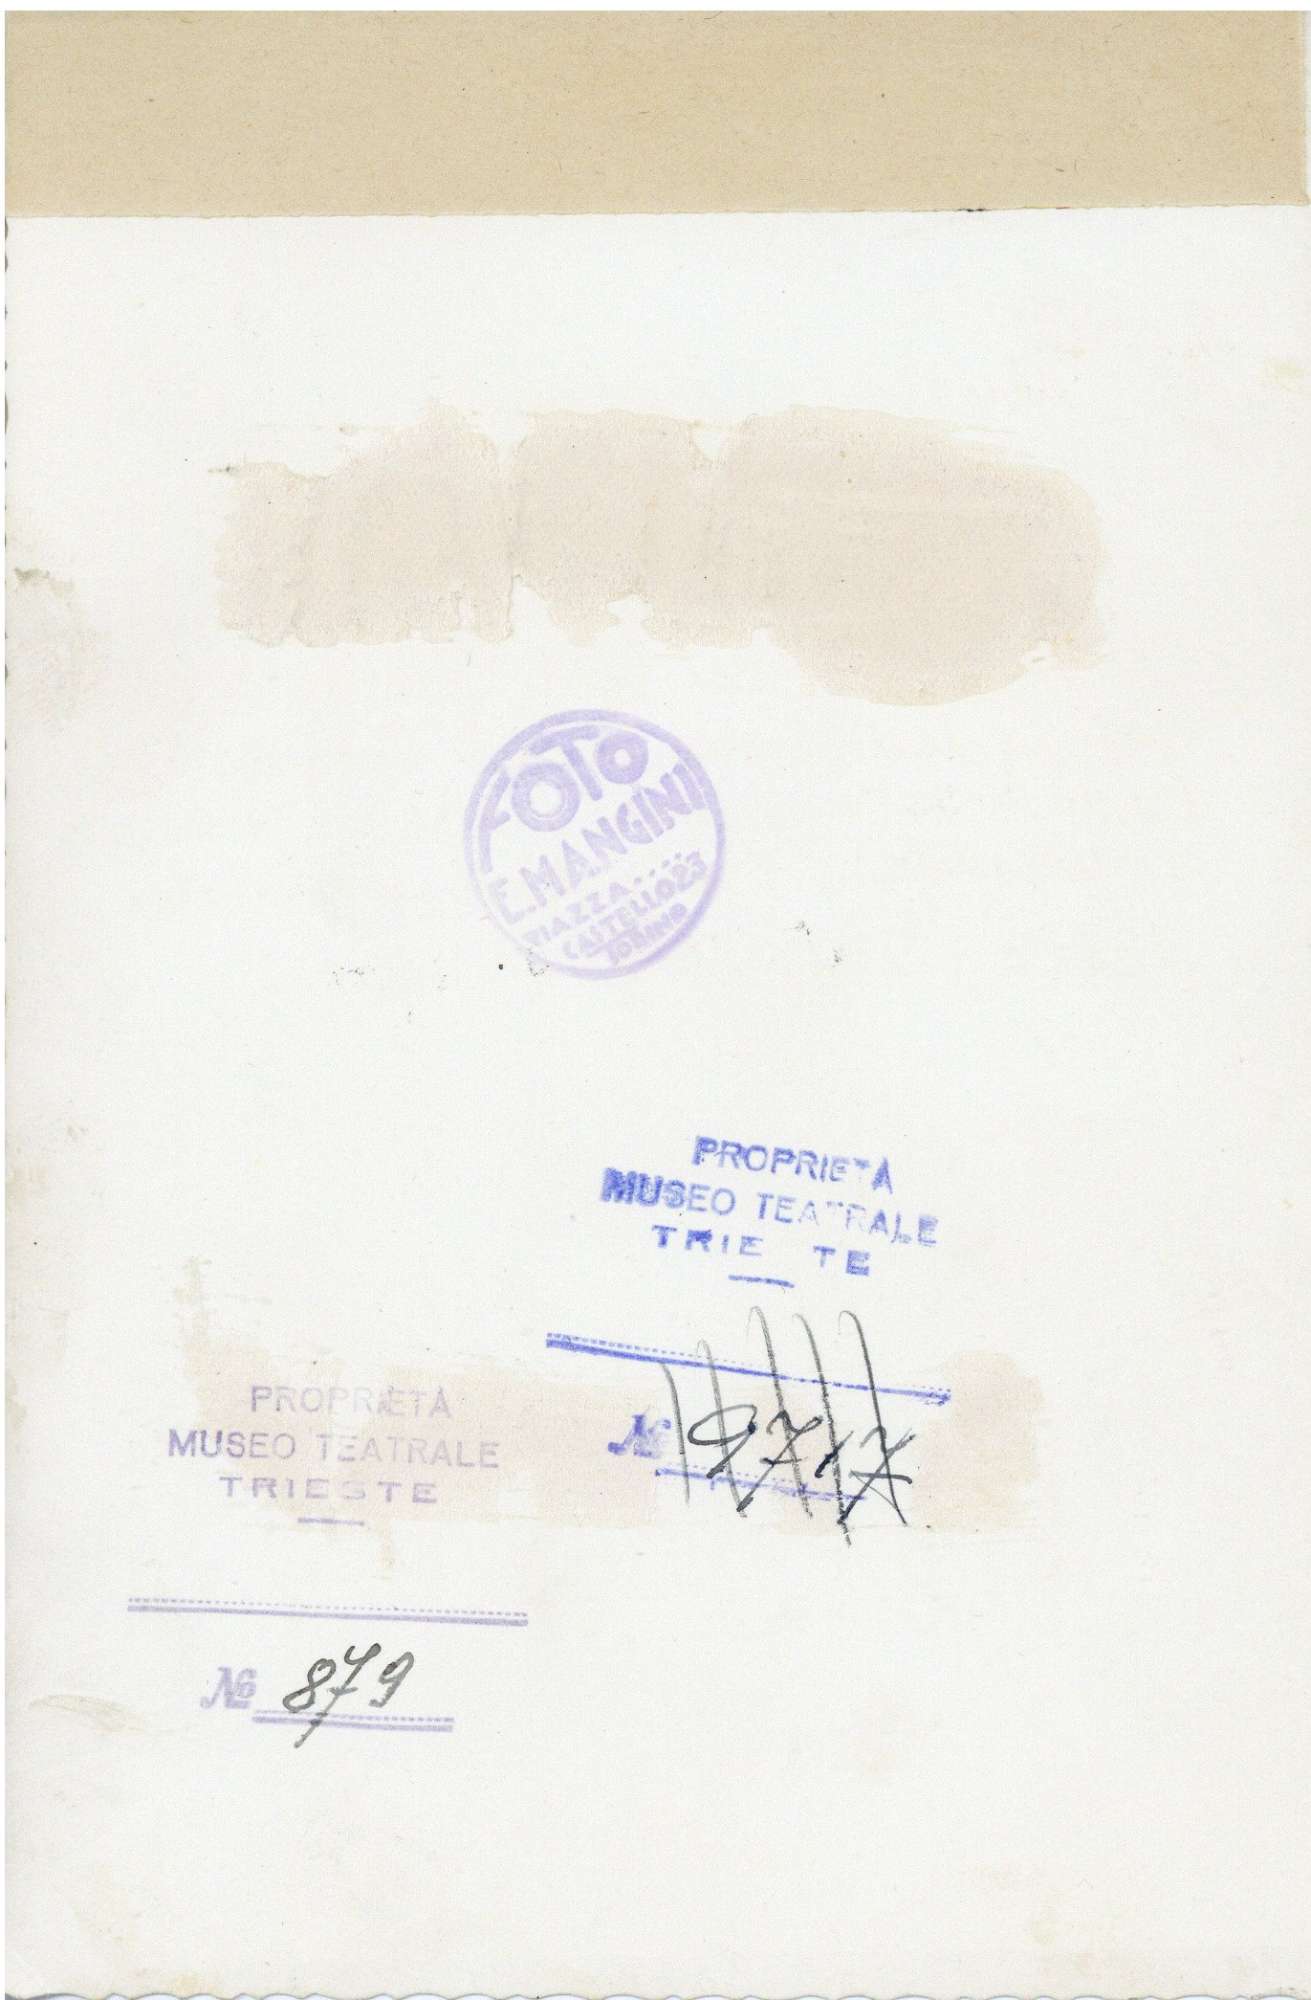 FOTO
E. MANGINI
PIAZZA.....
CASTELLO 23
TORINO
PROPRIETÀ
MUSEO TEATRALE
TRIE TE
№ 9717
PROPRIETÀ
MUSEO TEATRALE
TRIESTE
№ 879